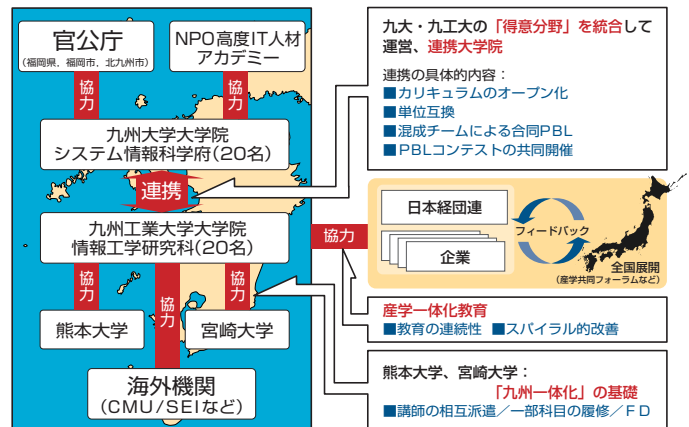 官公庁
(福岡県，福岡市，北九州市)
NPO高度IT人材
アカデミー
協力
協力
九州大学大学院
システム情報科学府(20名)
連携
九州工業大学大学院
情報工学研究科(20名)
協力
協力
協力
熊本大学
宮崎大学
海外機関
(CMU/SEIなど)
九大・九工大の「得意分野」を統合して
運営、連携大学院
連携の具体的内容：
■カリキュラムのオープン化
■単位互換
■混成チームによる合同PBL
■PBLコンテストの共同開催
協力
日本経団連
企業
フィードバック
全国展開
(産学共同フォーラムなど)
産学一体化教育
■教育の連続性 ■スパイラル的改善
熊本大学、宮崎大学：
「九州一体化」の基礎
■講師の相互派遣／一部科目の履修／ＦＤ